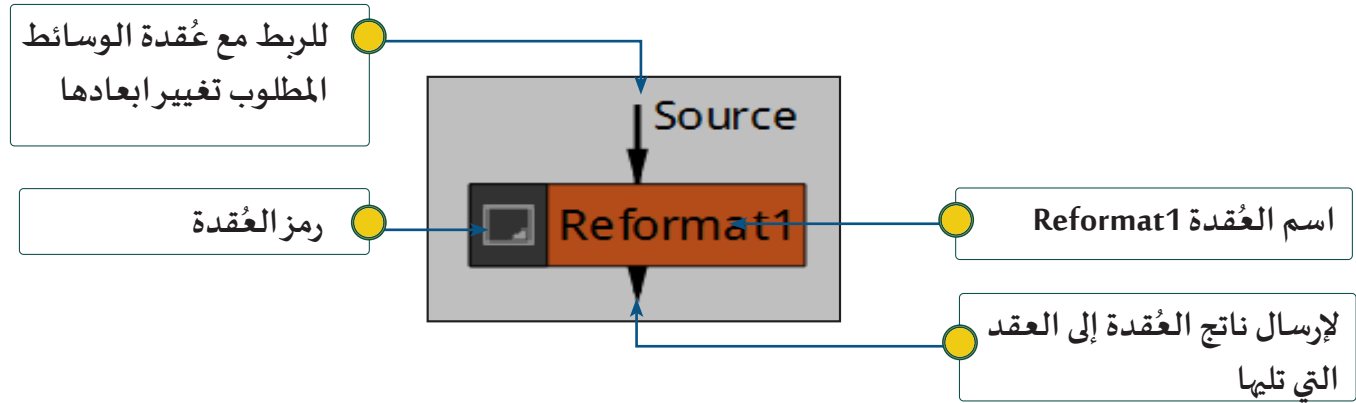 للربط مع عُقدة الوسائط
المطلوب تغيير ابعادها
Source
رمز العُقدة
Reformat1
اسم العُقدة Reformat1
لإرسال ناتج العُقدة إلى العقد
التي تليها